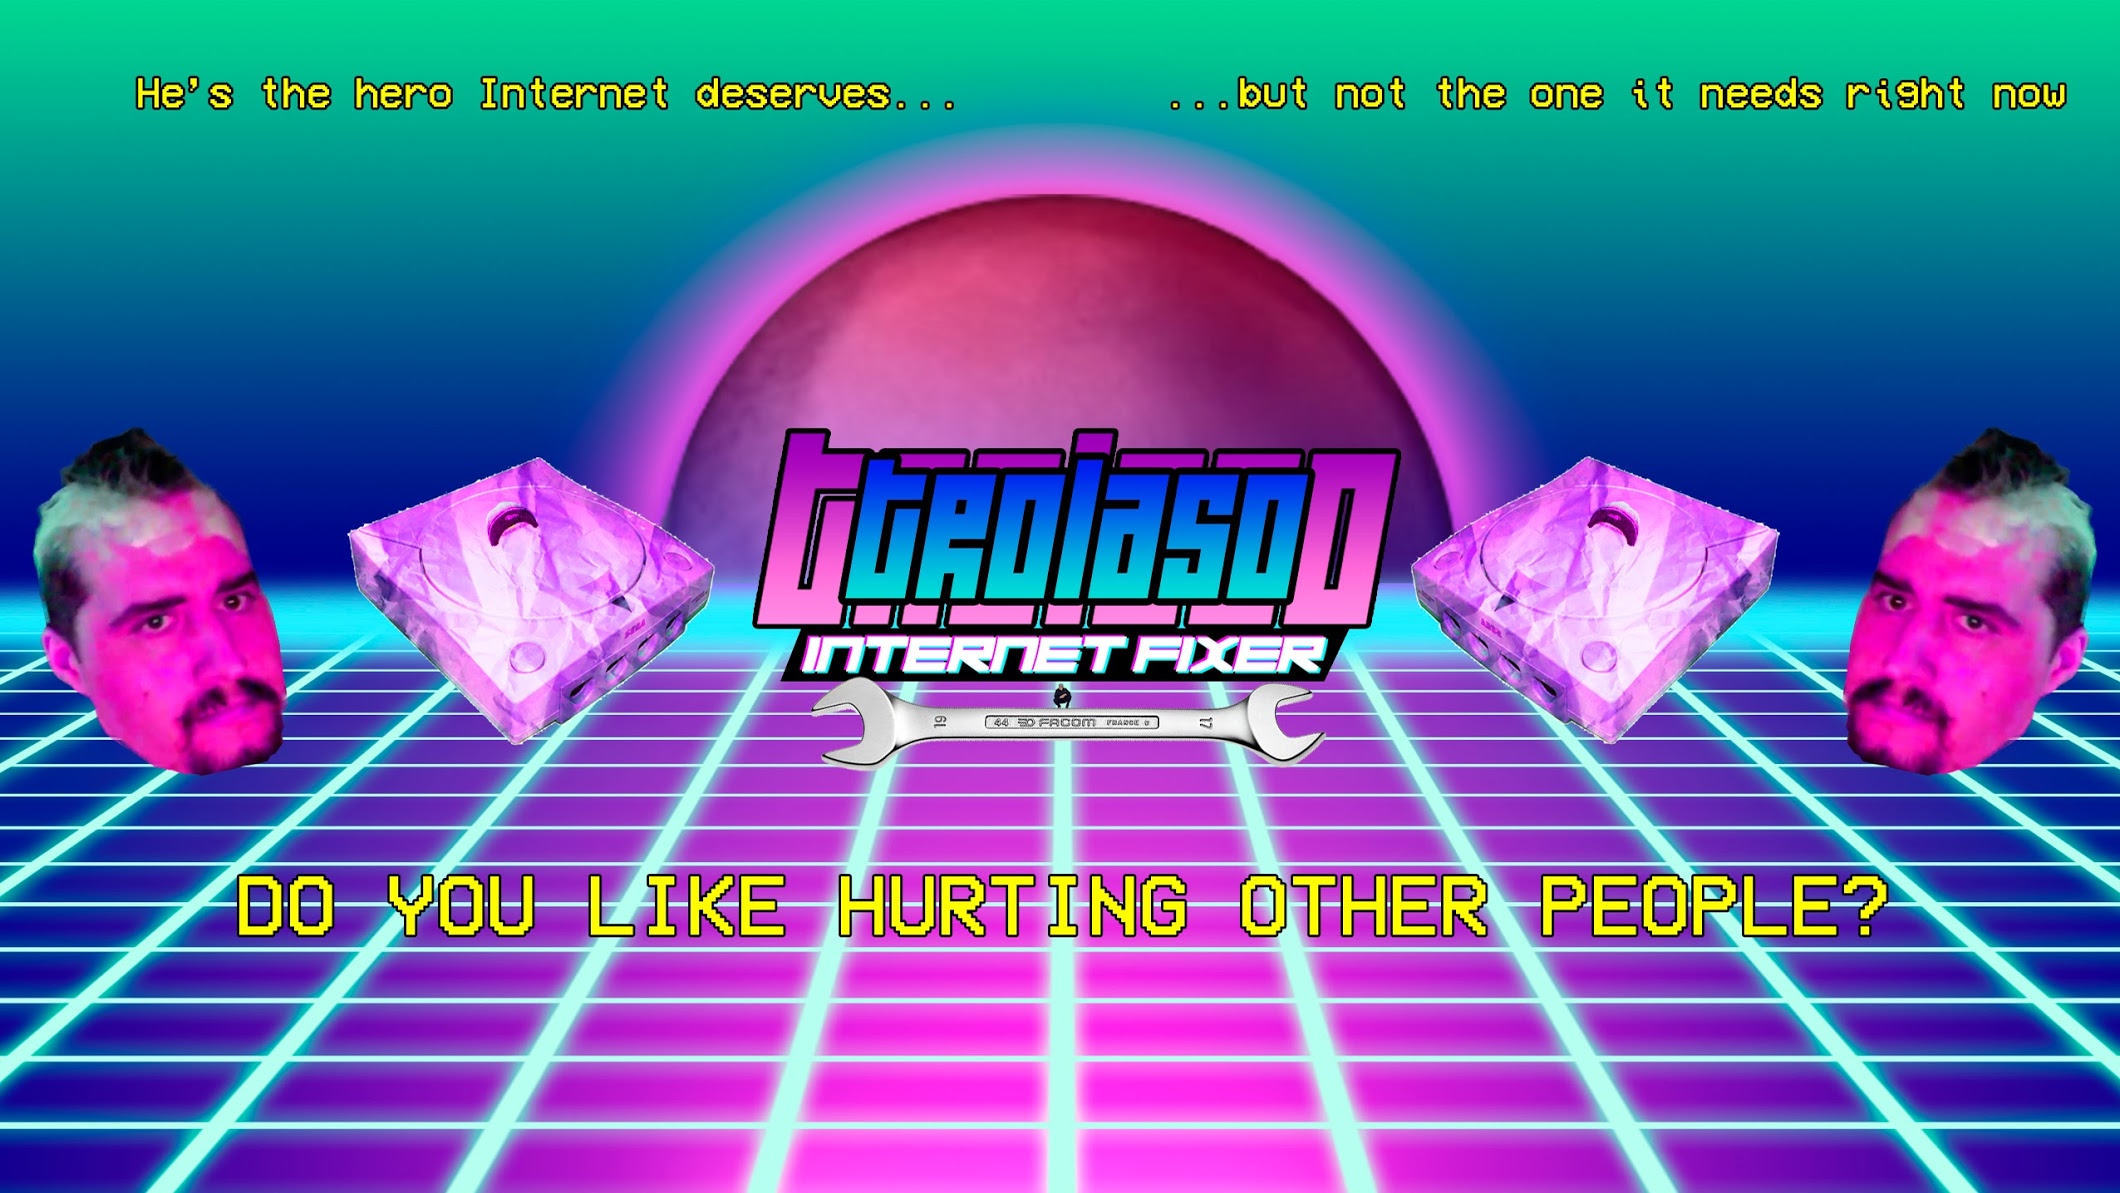 He's the hero Internet deserves...
...but not the one it needs right now
INTERNET FIXER
19 44 FACOM FRANCE 17
SEGA
DO YOU LIKE HURTING OTHER PEOPLE?